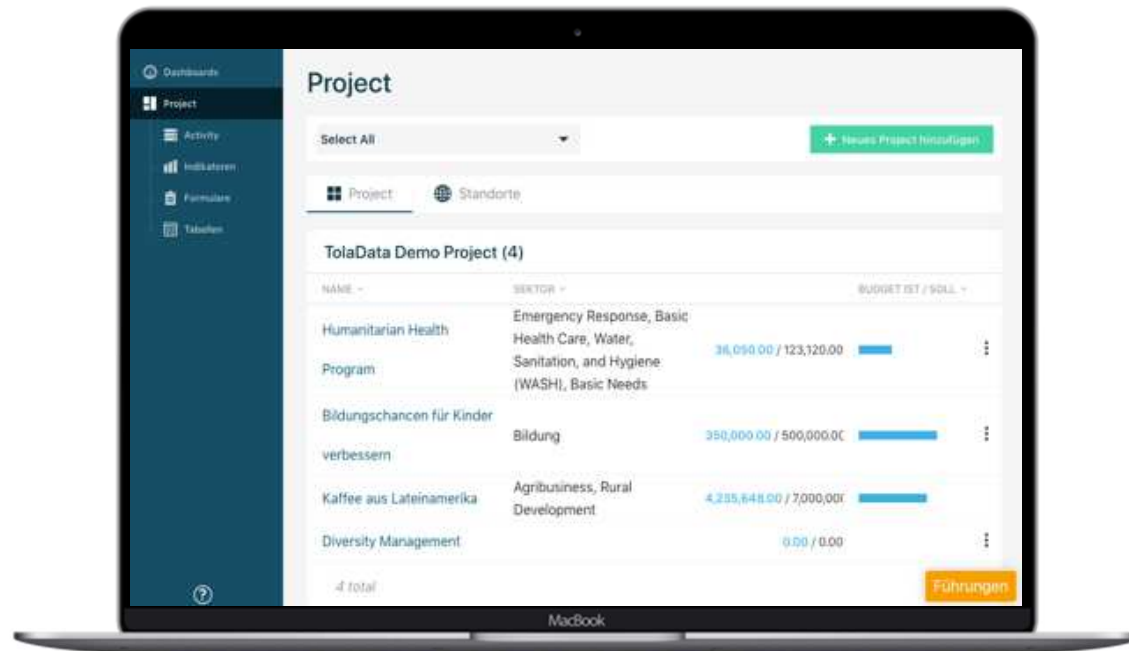 Dashboards
Project
Activity
Indikatoren
Formulare
Tabellen
Project
Select All
Neues Project hinzufügen
Project
Standorte
TolaData Demo Project (4)
NAME
SEKTOR
BUDGET IST / SOLL
Humanitarian Health
Program
Emergency Response, Basic
Health Care, Water,
Sanitation, and Hygiene
(WASH), Basic Needs
36,050.00 / 123,120.00
Bildungschancen für Kinder
verbessern
Bildung
350,000.00 / 500,000.0
Kaffee aus Lateinamerika
Agribusiness, Rural
Development
4,235,648.00 / 7,000,00
Diversity Management
0.00 / 0.00
4 total
Führungen
MacBook